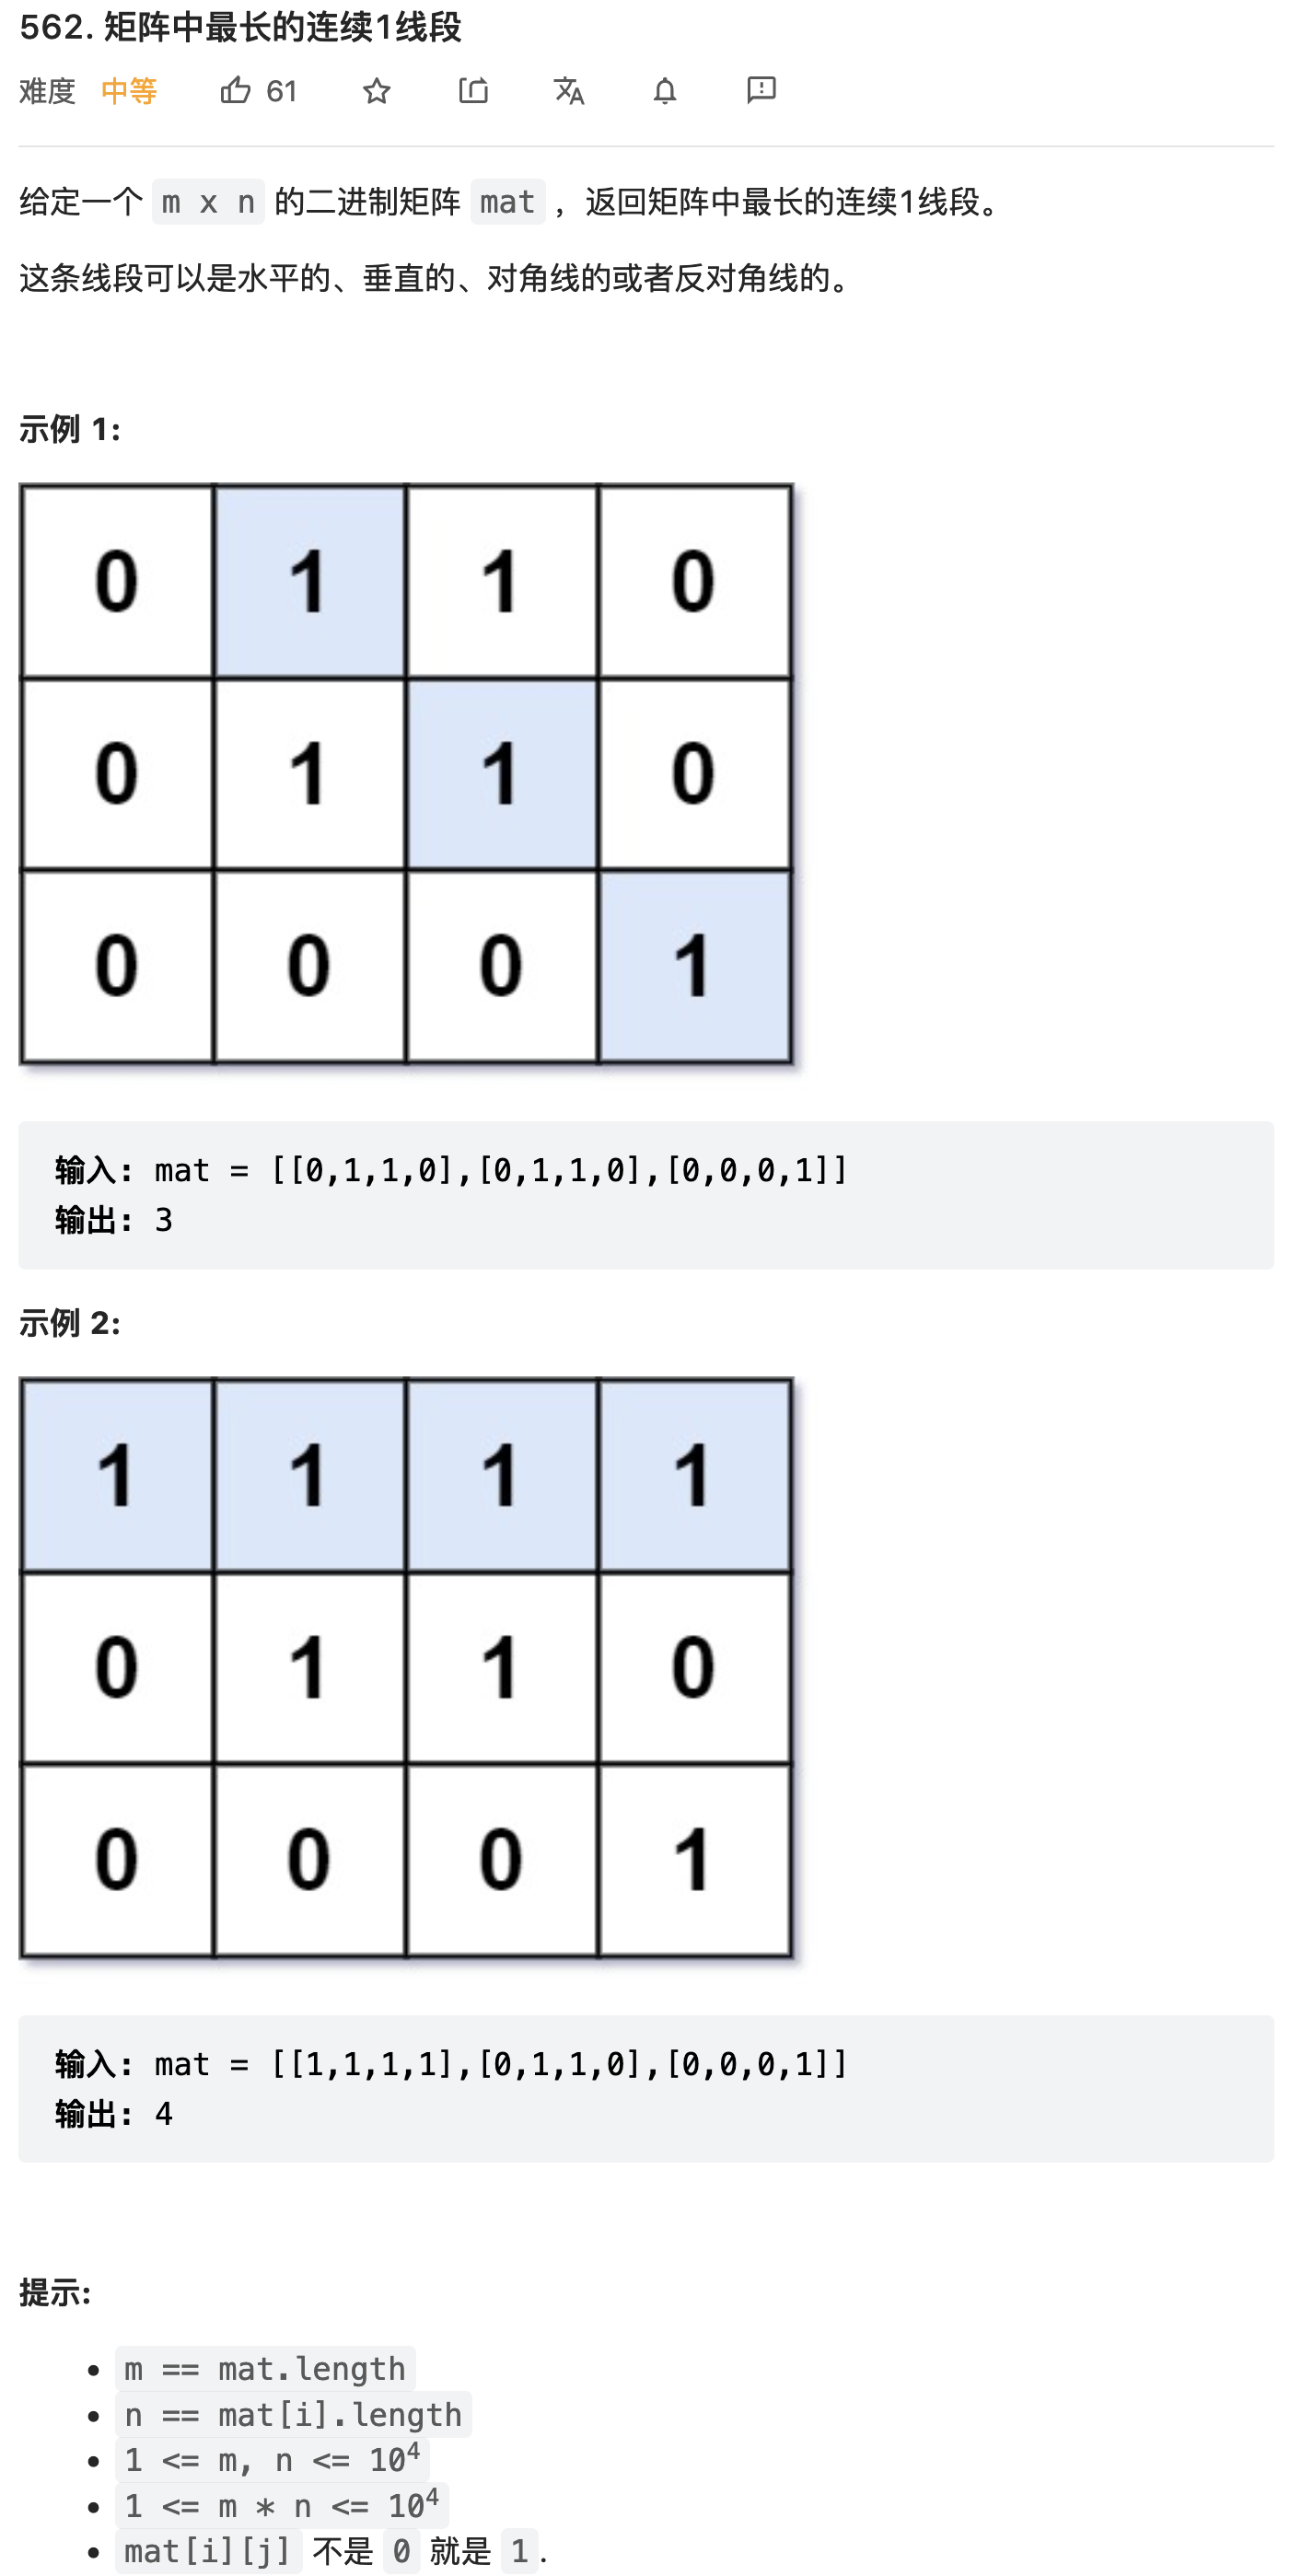 562. 矩阵中最长的连续1线段
难度 中等 61
给定一个 m x n 的二进制矩阵 mat ，返回矩阵中最长的连续1线段。
这条线段可以是水平的、垂直的、对角线的或者反对角线的。
示例 1:
0 1 1 0
0 1 1 0
0 0 0 1
输入: mat = [[0,1,1,0],[0,1,1,0],[0,0,0,1]]
输出: 3
示例 2:
1 1 1 1
0 1 1 0
0 0 0 1
输入: mat = [[1,1,1,1],[0,1,1,0],[0,0,0,1]]
输出: 4
提示:
• m == mat.length
• n == mat[i].length
• 1 <= m, n <= 10⁴
• 1 <= m * n <= 10⁴
• mat[i][j] 不是 0 就是 1.